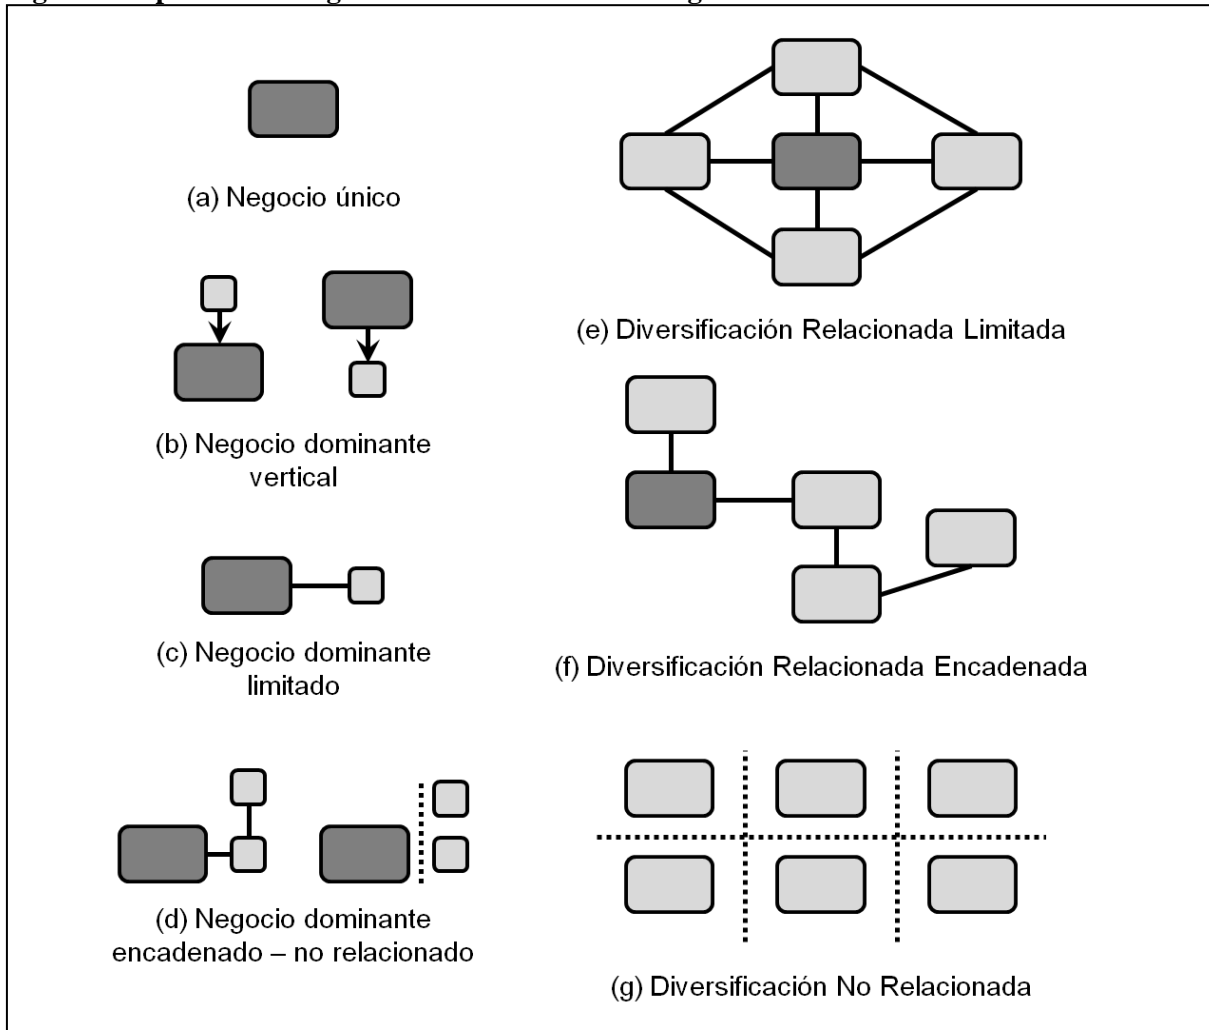 (a) Negocio único
(b) Negocio dominante
vertical
(c) Negocio dominante
limitado
(d) Negocio dominante
encadenado – no relacionado
(e) Diversificación Relacionada Limitada
(f) Diversificación Relacionada Encadenada
(g) Diversificación No Relacionada